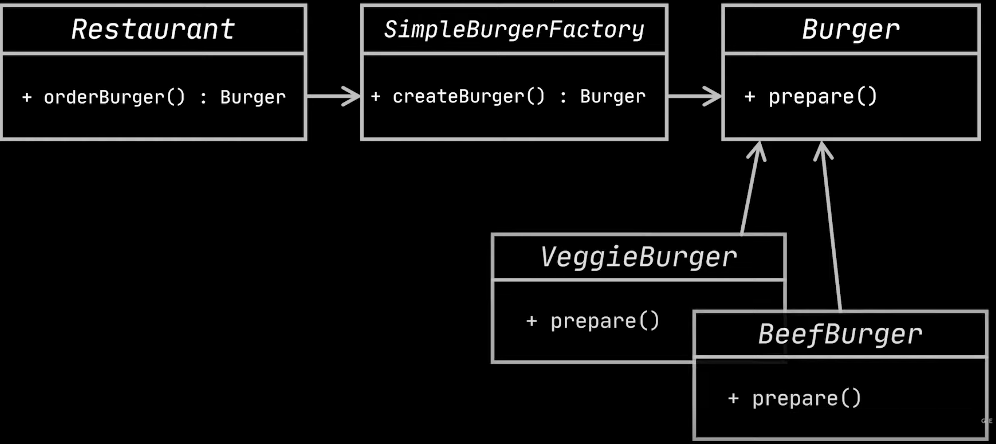 Restaurant
+ orderBurger() : Burger
SimpleBurgerFactory
+ createBurger() : Burger
Burger
+ prepare()
VeggieBurger
+ prepare()
BeefBurger
+ prepare()